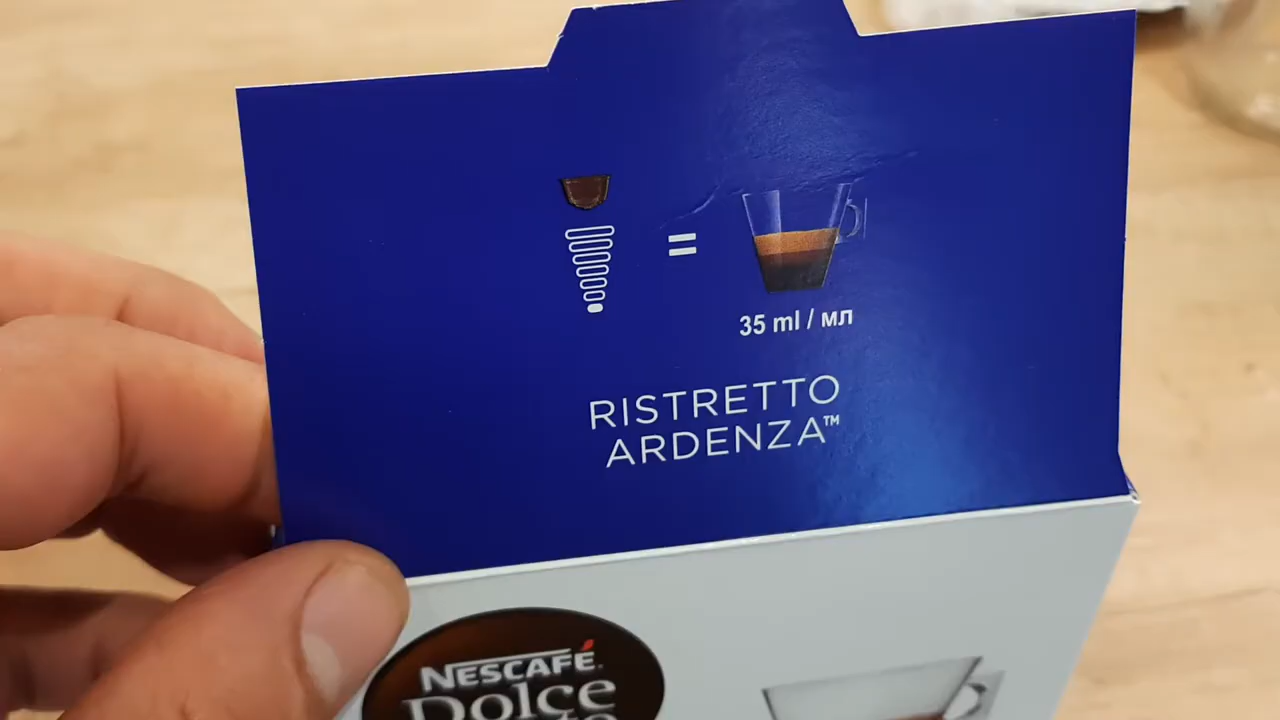 =
35 ml / мл
RISTRETTO
ARDENZA™
NESCAFÉ.
Dolce